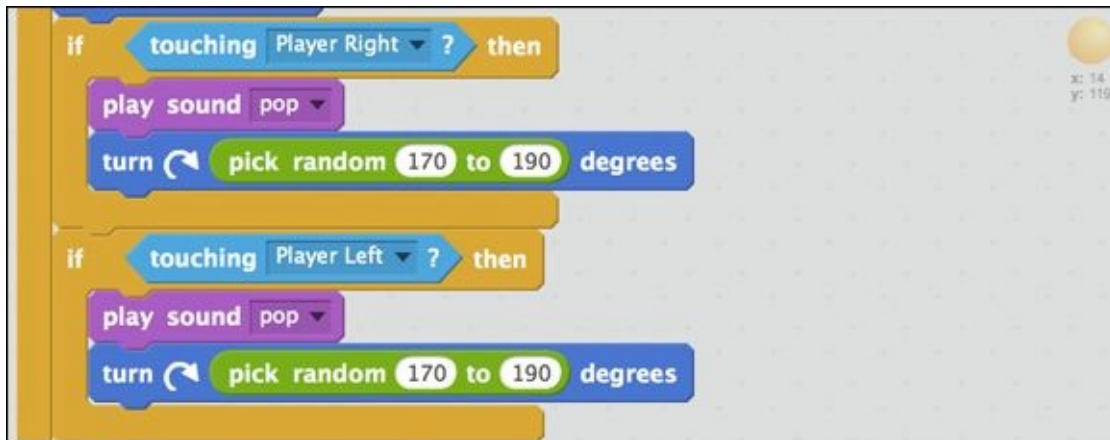 if touching Player Right ? then
x: 14
y: 119
play sound pop
turn pick random 170 to 190 degrees
if touching Player Left ? then
play sound pop
turn pick random 170 to 190 degrees